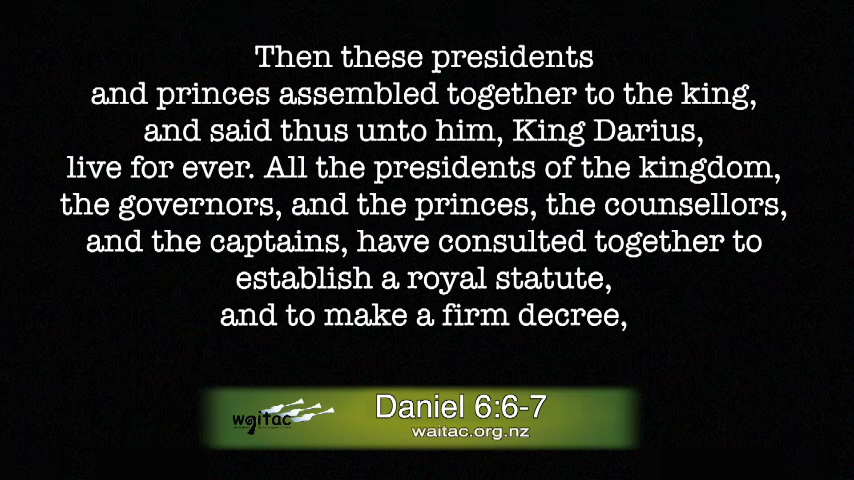 Then these presidents
and princes assembled together to the king,
and said thus unto him, King Darius,
live for ever. All the presidents of the kingdom,
the governors, and the princes, the counsellors,
and the captains, have consulted together to
establish a royal statute,
and to make a firm decree,
waitac
Daniel 6:6-7
waitac.org.nz